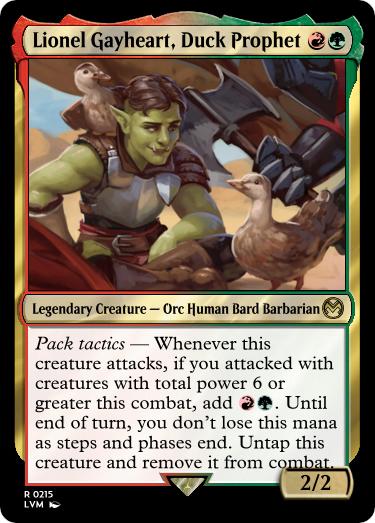 Lionel Gayheart, Duck Prophet
Legendary Creature — Orc Human Bard Barbarian
Pack tactics — Whenever this
creature attacks, if you attacked with
creatures with total power 6 or
greater this combat, add . Until
end of turn, you don't lose this mana
as steps and phases end. Untap this
creature and remove it from combat.
2/2
R 0215
LVM